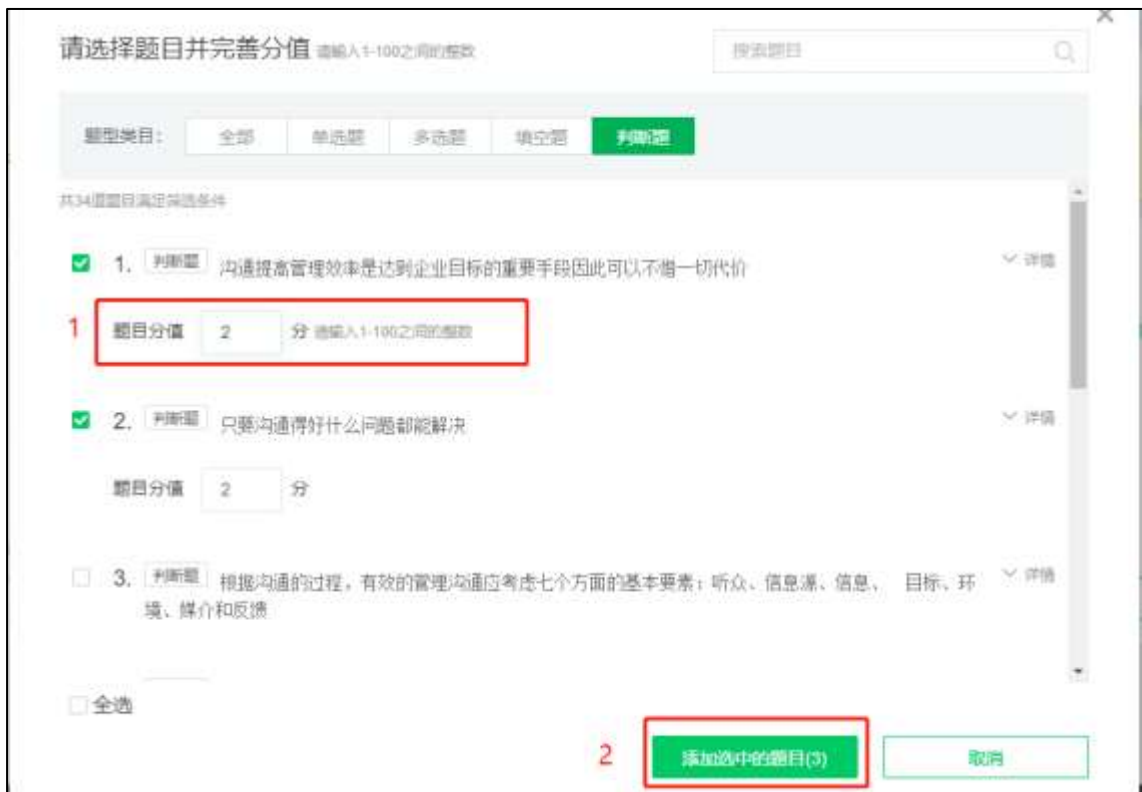 请选择题目并完善分值 请输入1-100之间的整数
搜索题目
题型类目： 全部 单选题 多选题 填空题 判断题
共34道题目满足筛选条件
1. 判断题 沟通提高管理效率是达到企业目标的重要手段因此可以不惜一切代价 详情
1 题目分值 2 分 请输入1-100之间的整数
2. 判断题 只要沟通得好什么问题都能解决 详情
题目分值 2 分
3. 判断题 根据沟通的过程，有效的管理沟通应考虑七个方面的基本要素：听众、信息源、信息、 目标、环 详情
境、媒介和反馈
全选
2 添加选中的题目(3) 取消